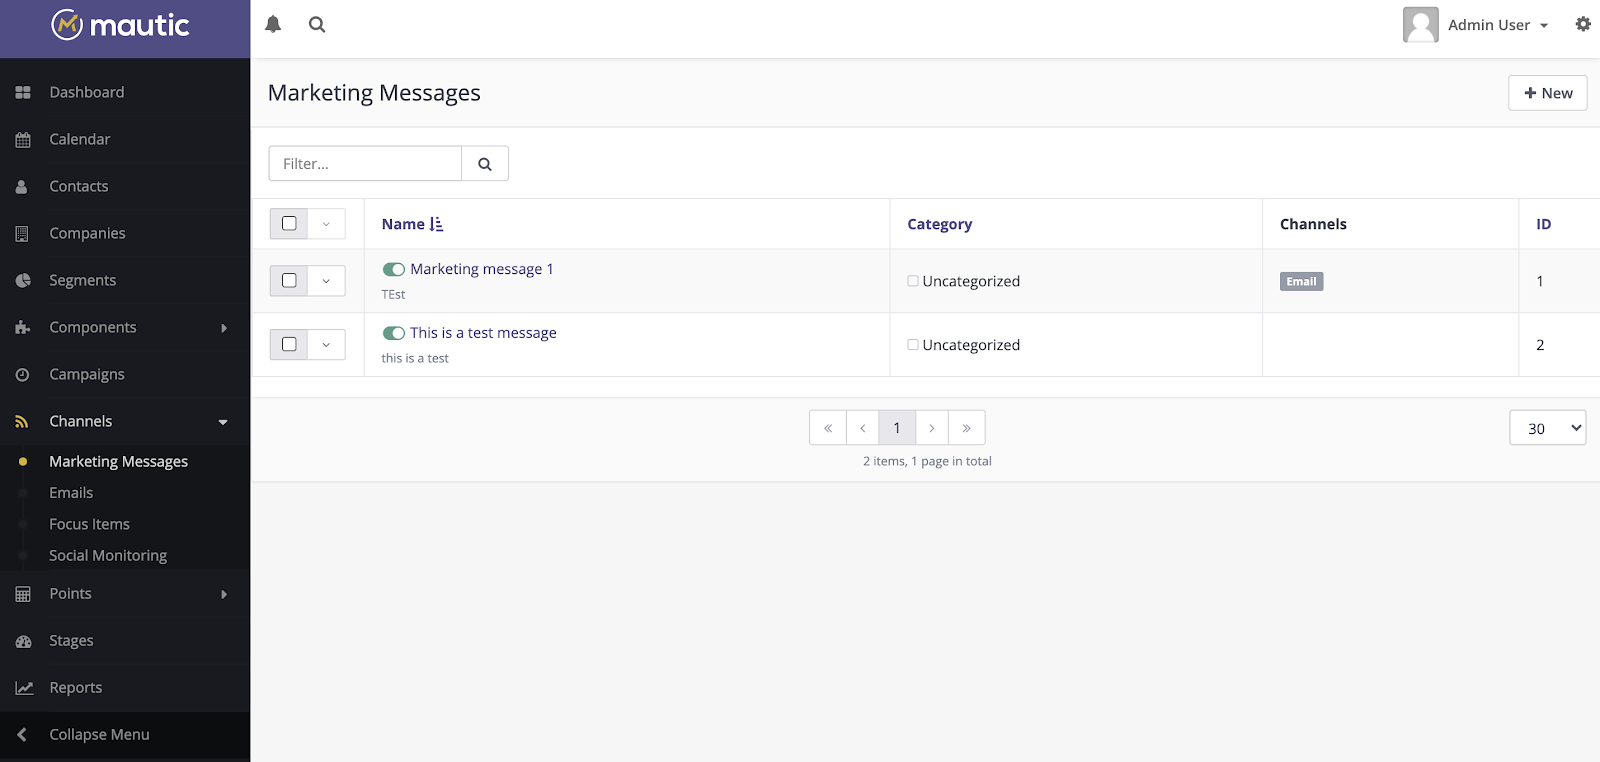 mautic
Admin User
Dashboard
Calendar
Contacts
Companies
Segments
Components
Campaigns
Channels
Marketing Messages
Emails
Focus Items
Social Monitoring
Points
Stages
Reports
Collapse Menu
Marketing Messages
+ New
Filter...
Name Category Channels ID
Marketing message 1 Uncategorized Email 1
TEst
This is a test message Uncategorized 2
this is a test
« ‹ 1 › » 30
2 items, 1 page in total